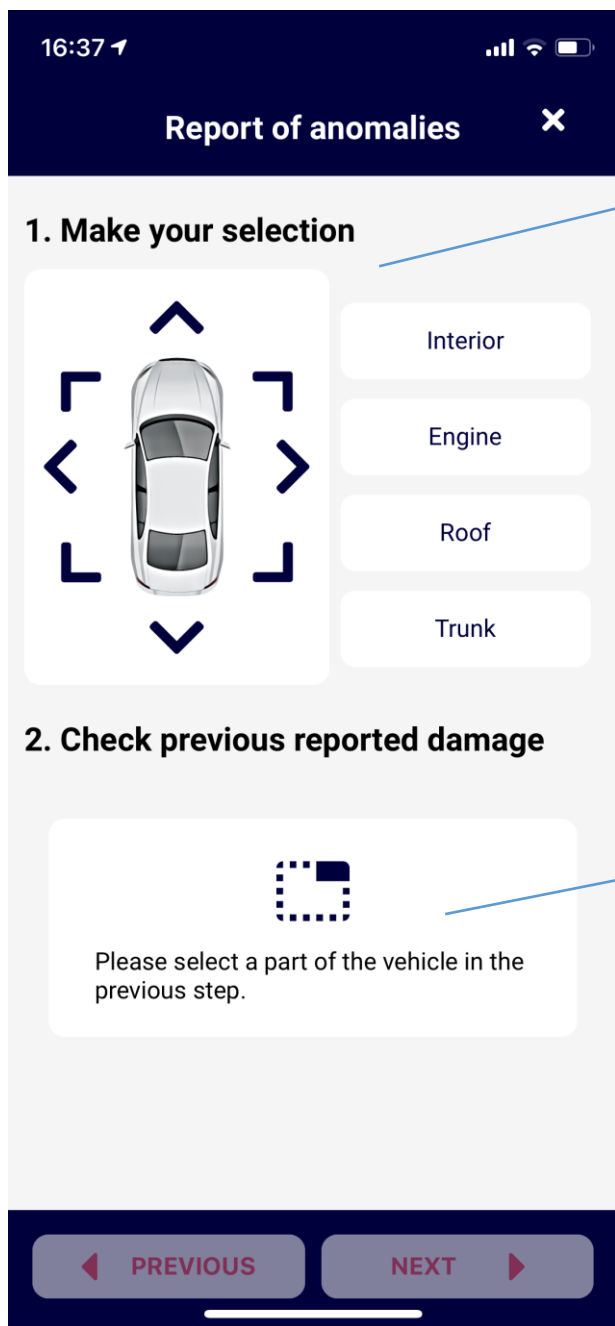 16:37
Report of anomalies
1. Make your selection
Interior
Engine
Roof
Trunk
2. Check previous reported damage
Please select a part of the vehicle in the
previous step.
PREVIOUS
NEXT